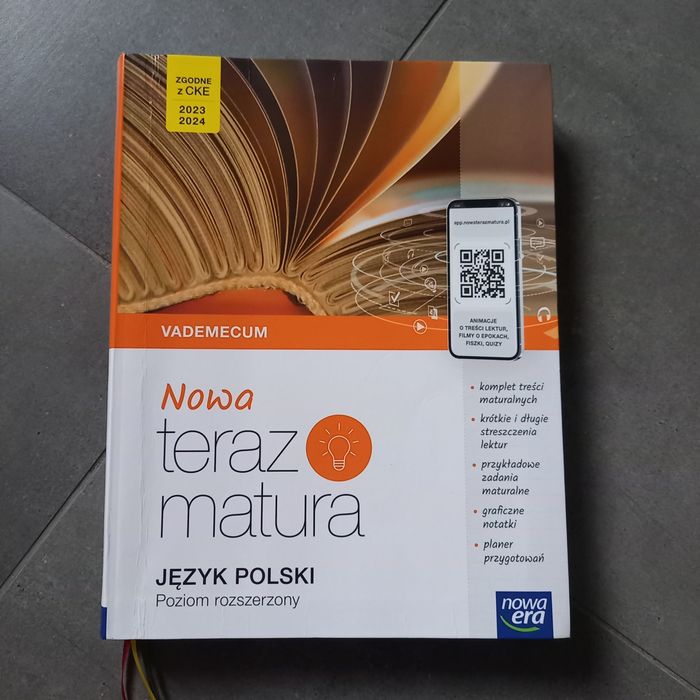 ZGODNE
z CKE
2023
2024
app.nowaterazmatura.pl
ANIMACJE
O TREŚCI LEKTUR,
FILMY O EPOKACH,
FISZKI, QUIZY
VADEMECUM
Nowa
teraz
matura
JĘZYK POLSKI
Poziom rozszerzony
• komplet treści
maturalnych
• krótkie i długie
streszczenia
lektur
• przykładowe
zadania
maturalne
• graficzne
notatki
• planer
przygotowań
nowa
era